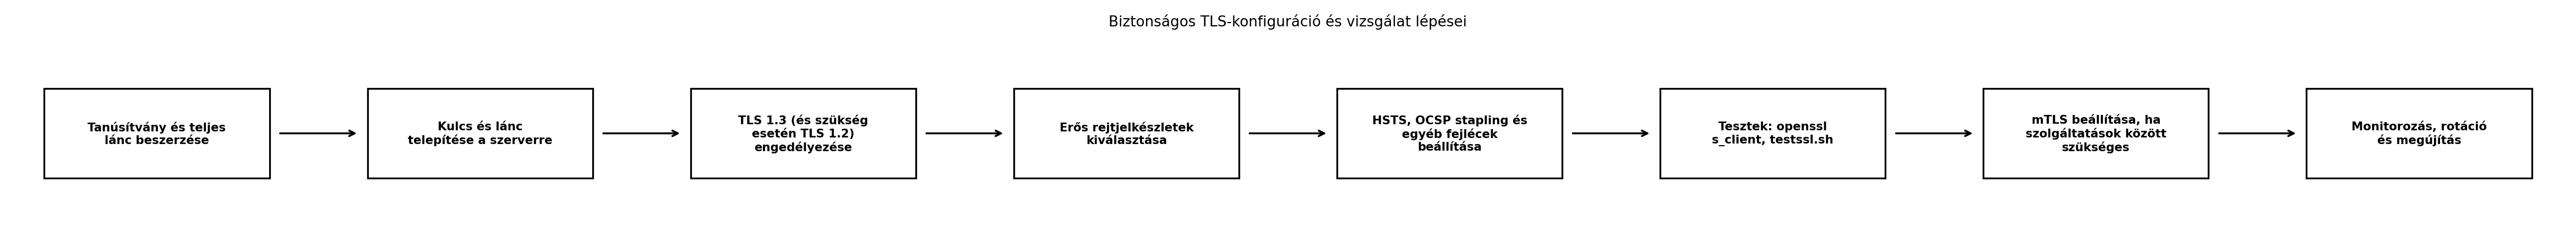 Biztonságos TLS-konfiguráció és vizsgálat lépései
Tanúsítvány és teljes
lánc beszerzése
Kulcs és lánc
telepítése a szerverre
TLS 1.3 (és szükség
esetén TLS 1.2)
engedélyezése
Erős rejtjelkészletek
kiválasztása
HSTS, OCSP stapling és
egyéb fejlécek
beállítása
Tesztek: openssl
s_client, testssl.sh
mTLS beállítása, ha
szolgáltatások között
szükséges
Monitorozás, rotáció
és megújítás